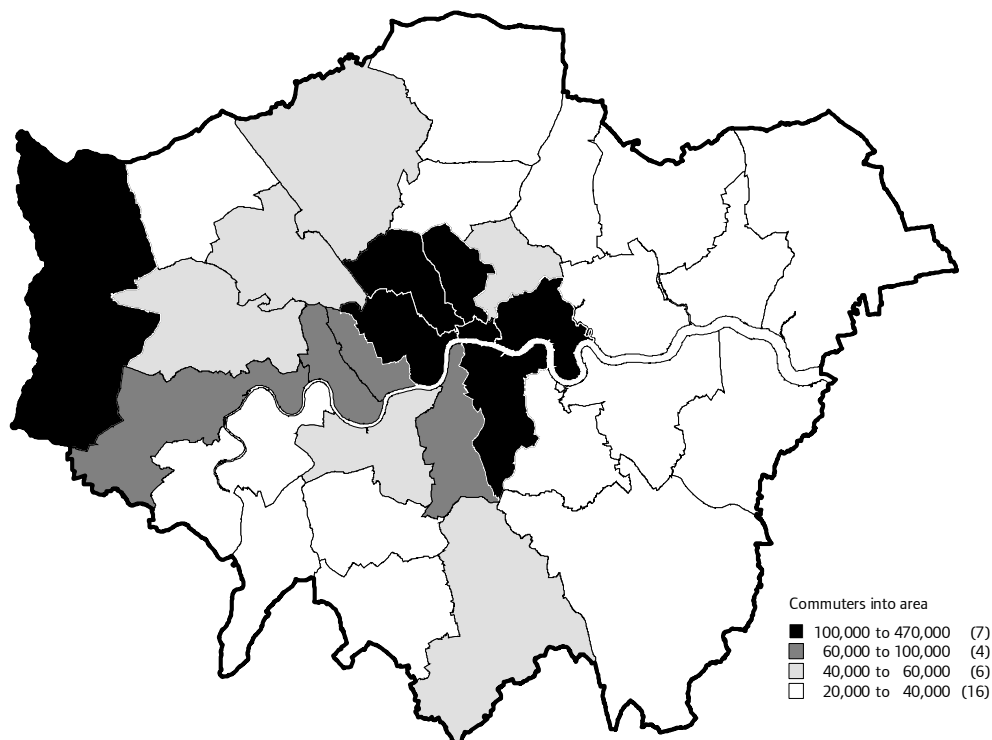 Commuters into area
100,000 to 470,000 (7)
60,000 to 100,000 (4)
40,000 to 60,000 (6)
20,000 to 40,000 (16)